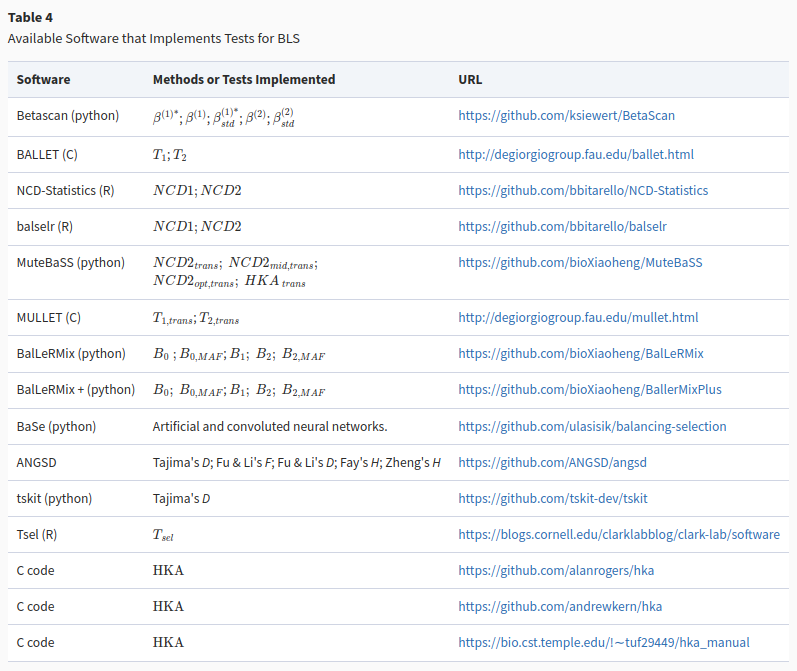 Table 4
Available Software that Implements Tests for BLS
Software Methods or Tests Implemented URL
Betascan (python) β^{(1)*}; β^{(1)}; β_{std}^{(1)*}; β^{(2)}; β_{std}^{(2)} https://github.com/ksiewert/BetaScan
BALLET (C) T_1; T_2 http://degiorgiogroup.fau.edu/ballet.html
NCD-Statistics (R) NCD1; NCD2 https://github.com/bbitarello/NCD-Statistics
balselr (R) NCD1; NCD2 https://github.com/bbitarello/balselr
MuteBaSS (python) NCD2_{trans}; NCD2_{mid,trans}; https://github.com/bioXiaoheng/MuteBaSS
NCD2_{opt,trans}; HKA_{trans}
MULLET (C) T_{1,trans}; T_{2,trans} http://degiorgiogroup.fau.edu/mullet.html
BalLeRMix (python) B_0 ; B_{0,MAF}; B_1; B_2; B_{2,MAF} https://github.com/bioXiaoheng/BalLeRMix
BalLeRMix + (python) B_0; B_{0,MAF}; B_1; B_2; B_{2,MAF} https://github.com/bioXiaoheng/BallerMixPlus
BaSe (python) Artificial and convoluted neural networks. https://github.com/ulasisik/balancing-selection
ANGSD Tajima's D; Fu & Li's F; Fu & Li's D; Fay's H; Zheng's H https://github.com/ANGSD/angsd
tskit (python) Tajima's D https://github.com/tskit-dev/tskit
Tsel (R) T_{sel} https://blogs.cornell.edu/clarklabblog/clark-lab/software
C code HKA https://github.com/alanrogers/hka
C code HKA https://github.com/andrewkern/hka
C code HKA https://bio.cst.temple.edu/!~tuf29449/hka_manual